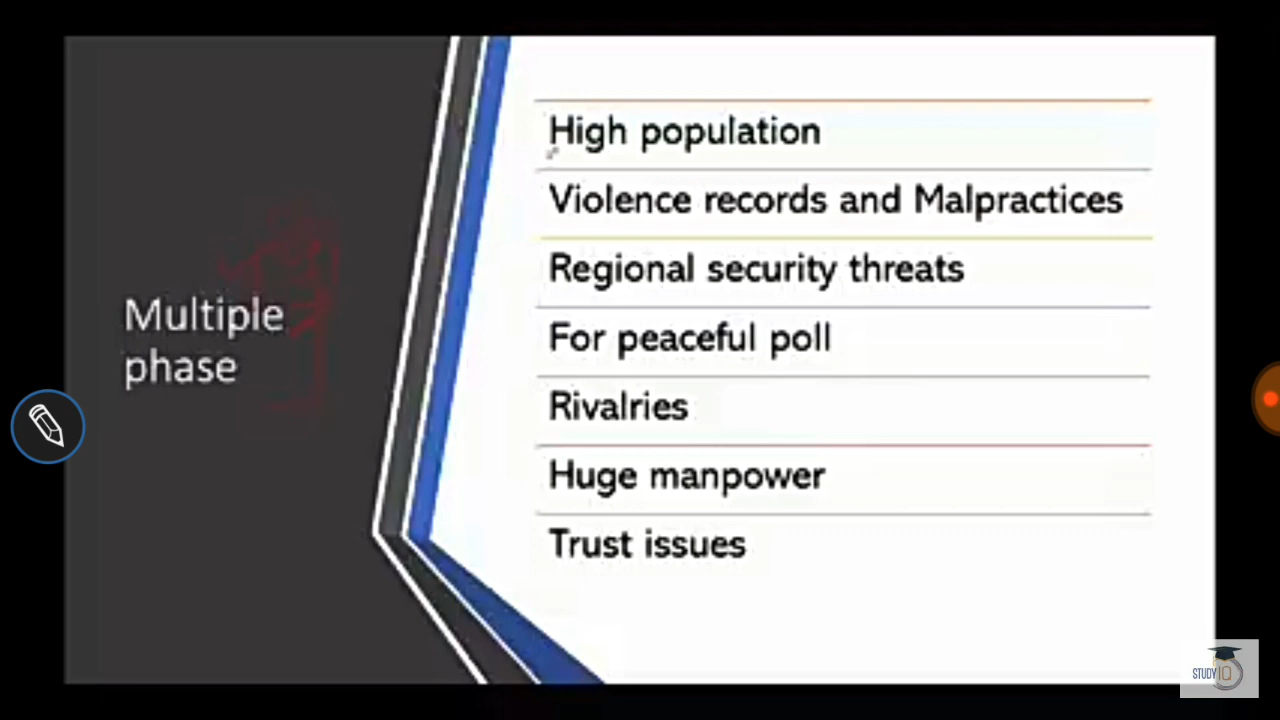 Multiple
phase
High population
Violence records and Malpractices
Regional security threats
For peaceful poll
Rivalries
Huge manpower
Trust issues
STUDY IQ